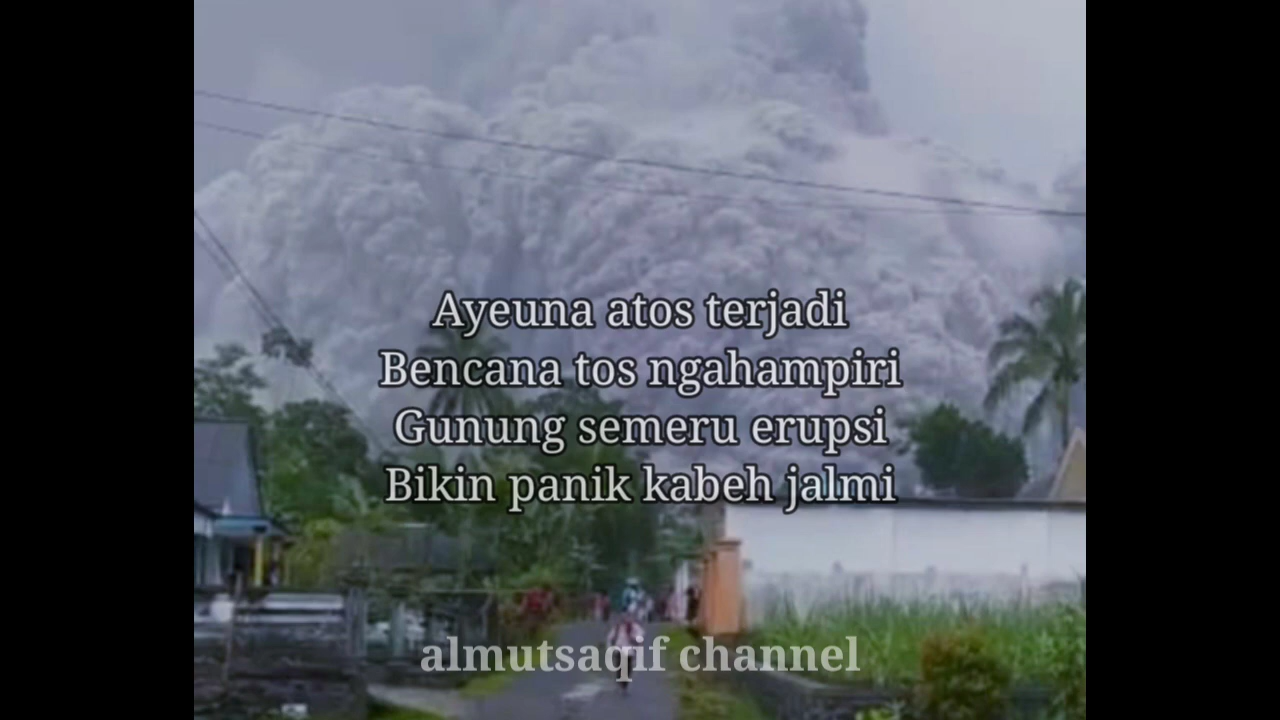 Ayeuna atos terjadi
Bencana tos ngahampiri
Gunung semeru erupsi
Bikin panik kabeh jalmi
almutsaqif channel